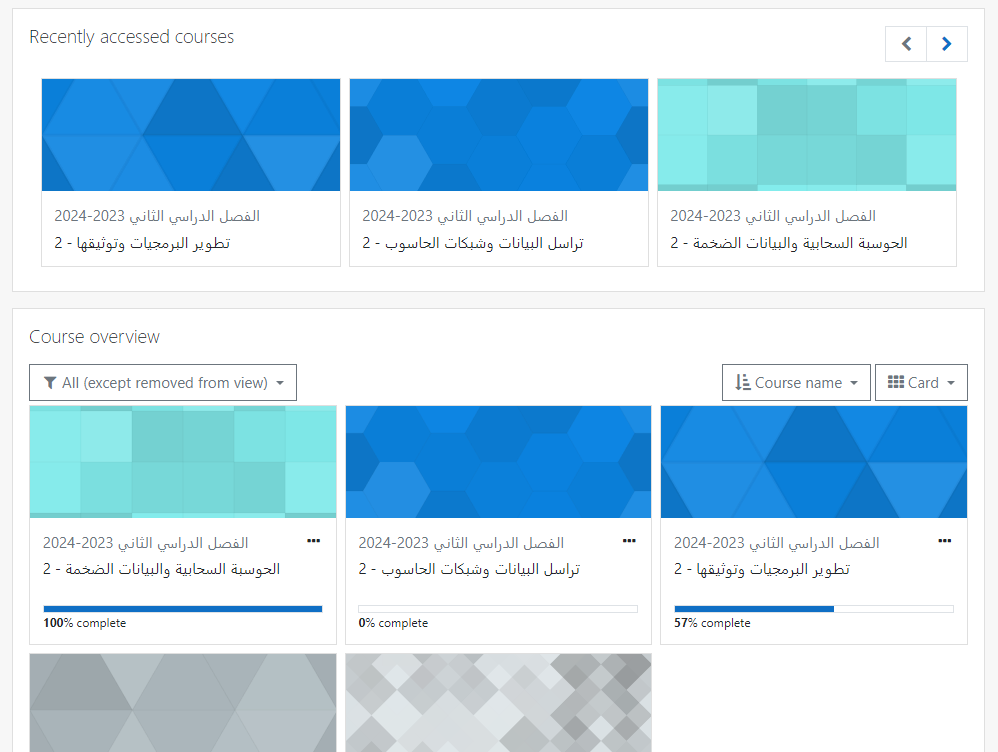 Recently accessed courses
الفصل الدراسي الثاني 2023-2024
تطوير البرمجيات وتوثيقها - 2
الفصل الدراسي الثاني 2023-2024
تراسل البيانات وشبكات الحاسوب - 2
الفصل الدراسي الثاني 2023-2024
الحوسبة السحابية والبيانات الضخمة - 2
Course overview
All (except removed from view)
Course name
Card
الفصل الدراسي الثاني 2023-2024
الحوسبة السحابية والبيانات الضخمة - 2
100% complete
الفصل الدراسي الثاني 2023-2024
تراسل البيانات وشبكات الحاسوب - 2
0% complete
الفصل الدراسي الثاني 2023-2024
تطوير البرمجيات وتوثيقها - 2
57% complete